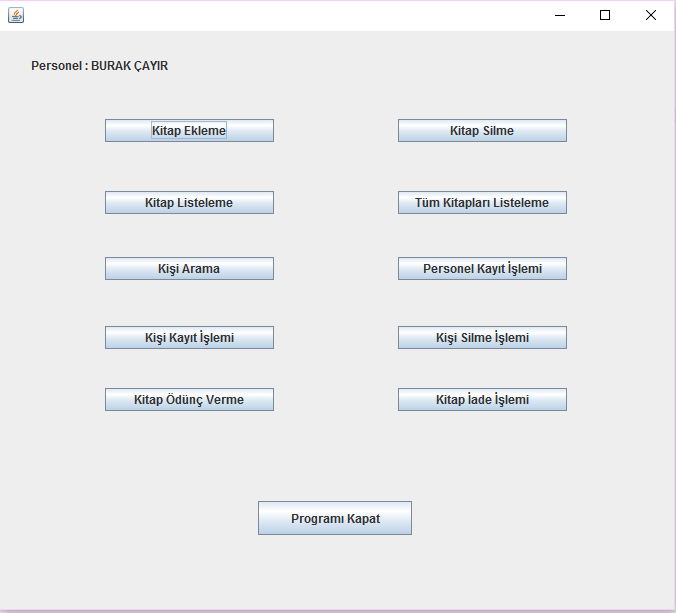 Personel : BURAK ÇAYIR
Kitap Ekleme
Kitap Silme
Kitap Listeleme
Tüm Kitapları Listeleme
Kişi Arama
Personel Kayıt İşlemi
Kişi Kayıt İşlemi
Kişi Silme İşlemi
Kitap Ödünç Verme
Kitap İade İşlemi
Programı Kapat